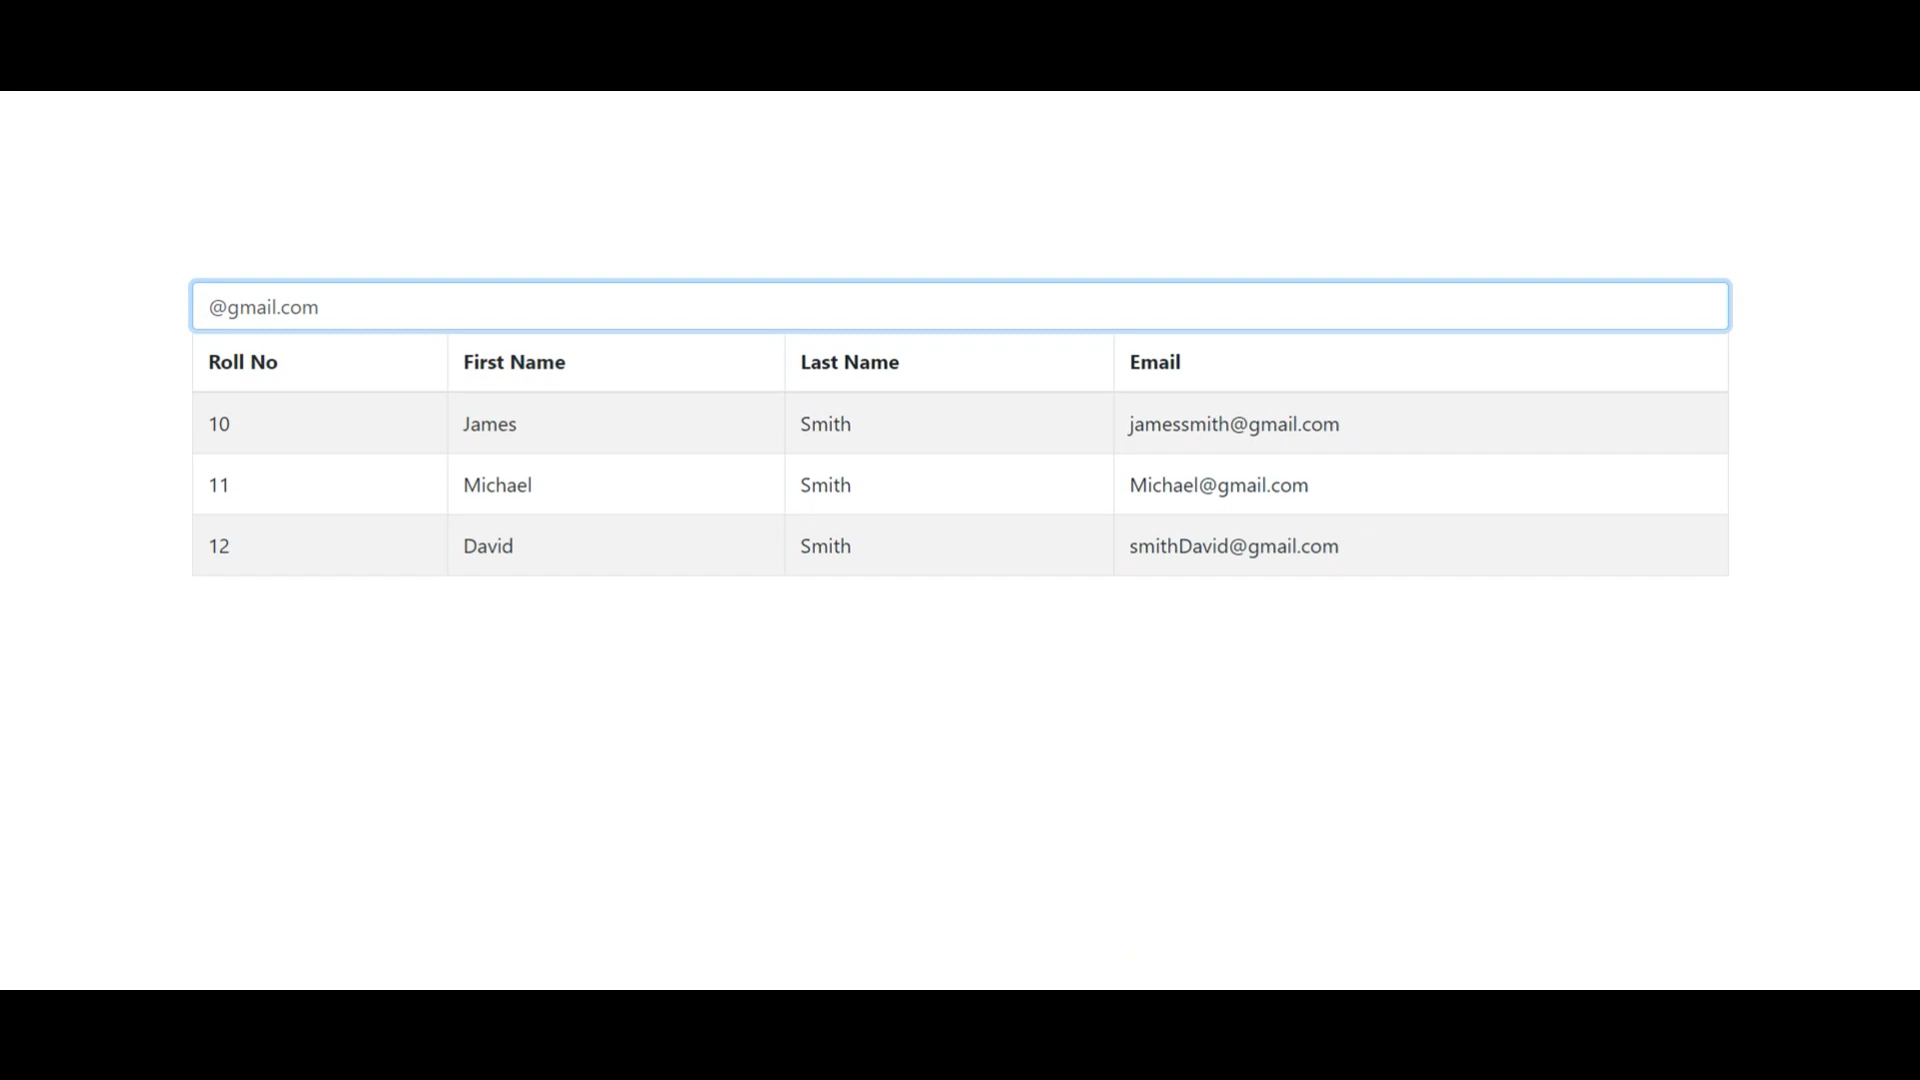 @gmail.com
Roll No First Name Last Name Email
10 James Smith jamessmith@gmail.com
11 Michael Smith Michael@gmail.com
12 David Smith smithDavid@gmail.com